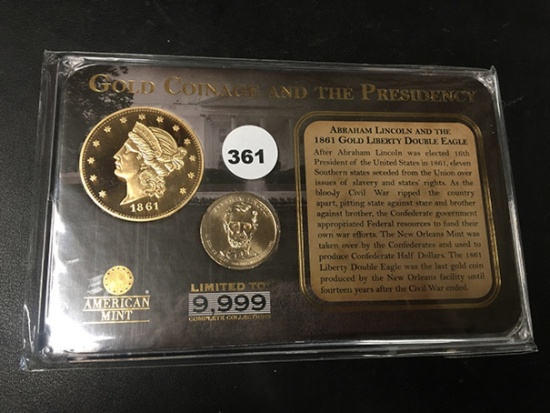 GOLD COINAGE AND THE PRESIDENCY
361
1861
ABRAHAM LINCOLN AND THE
1861 GOLD LIBERTY DOUBLE EAGLE
After Abraham Lincoln was elected 16th
President of the United States in 1861, eleven
Southern states seceded from the Union over
issues of slavery and states' rights. As the
bloody Civil War ripped the country
apart, pitting state against state and brother
against brother, the Confederate government
appropriated Federal resources to fund their
own war efforts. The New Orleans Mint was
taken over by the Confederates and used to
produce Confederate Half Dollars. The 1861
Liberty Double Eagle was the last gold coin
produced by the New Orleans facility until
fourteen years after the Civil War ended.
AMERICAN
MINT
LIMITED TO
9,999
COMPLETE COLLECTIONS